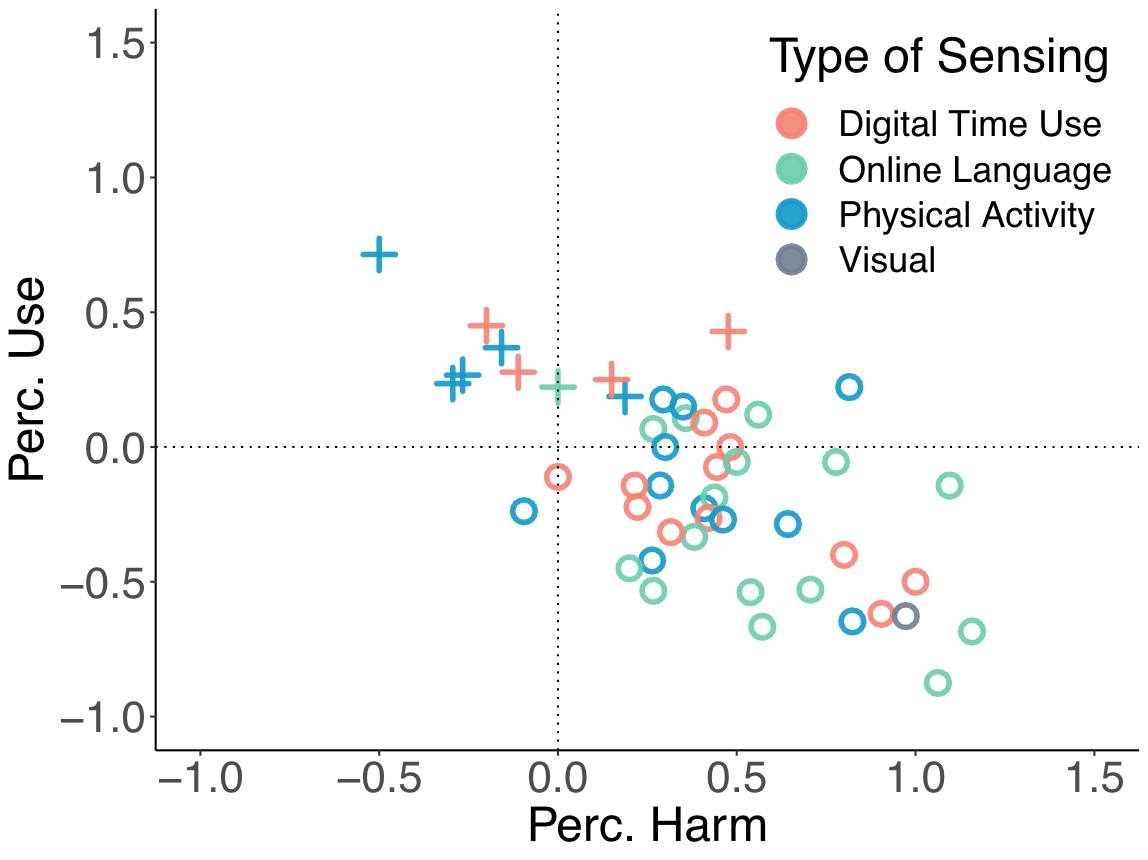 Type of Sensing
Digital Time Use
Online Language
Physical Activity
Visual
Perc. Use
1.5
1.0
0.5
0.0
−0.5
−1.0
−1.0 −0.5 0.0 0.5 1.0 1.5
Perc. Harm